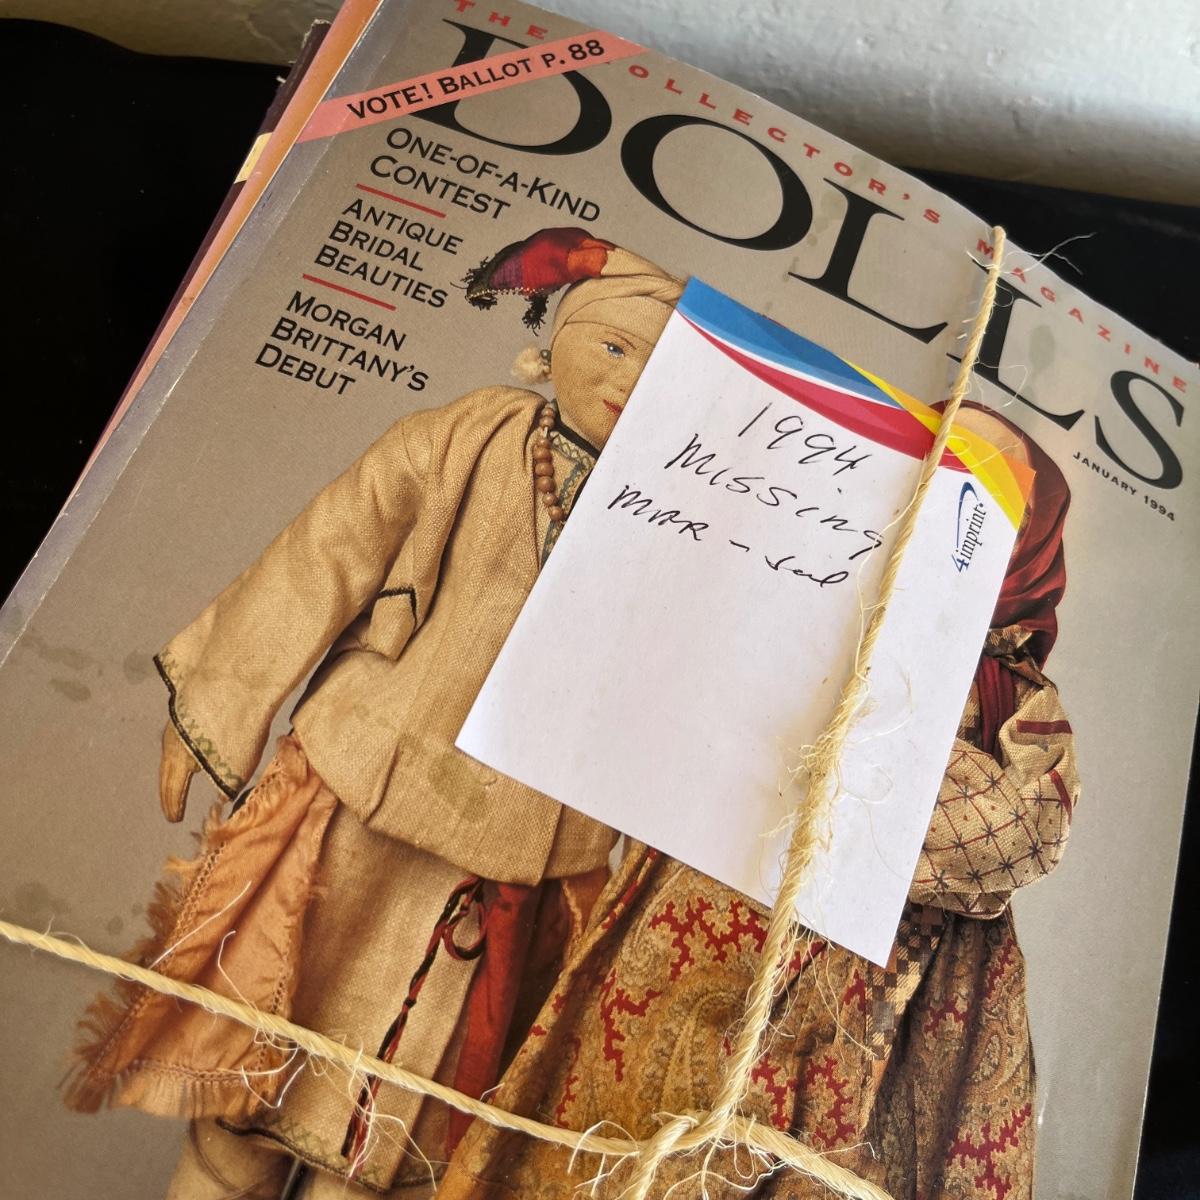 THE COLLECTOR'S MAGAZINE
VOTE! BALLOT P. 88
DOLLS
JANUARY 1994
ONE-OF-A-KIND
CONTEST
ANTIQUE
BRIDAL
BEAUTIES
MORGAN
BRITTANY'S
DEBUT
1994
Missing
MAR -
4imprint